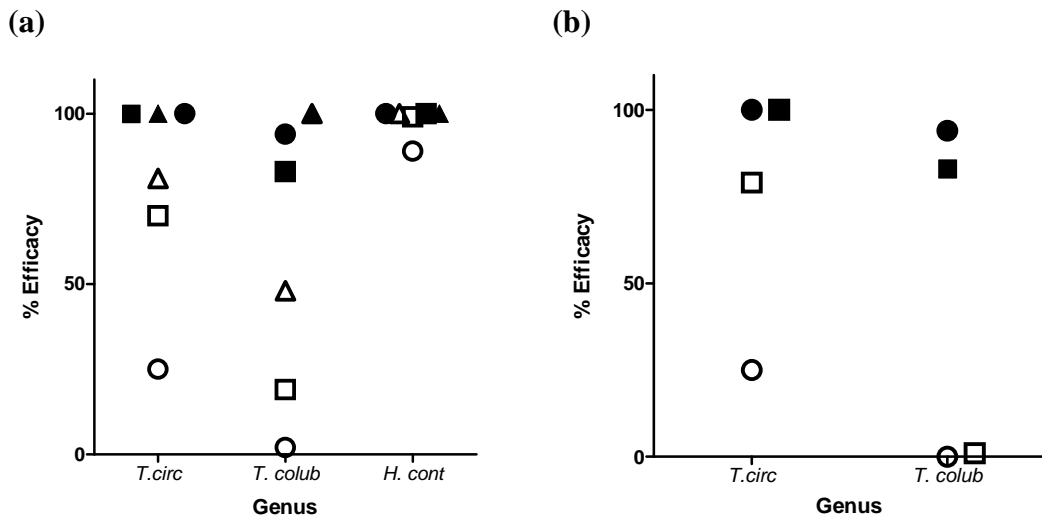 (a)
(b)
% Efficacy
100
50
0
T.circ
T. colub
H. cont
Genus
% Efficacy
100
50
0
T.circ
T. colub
Genus